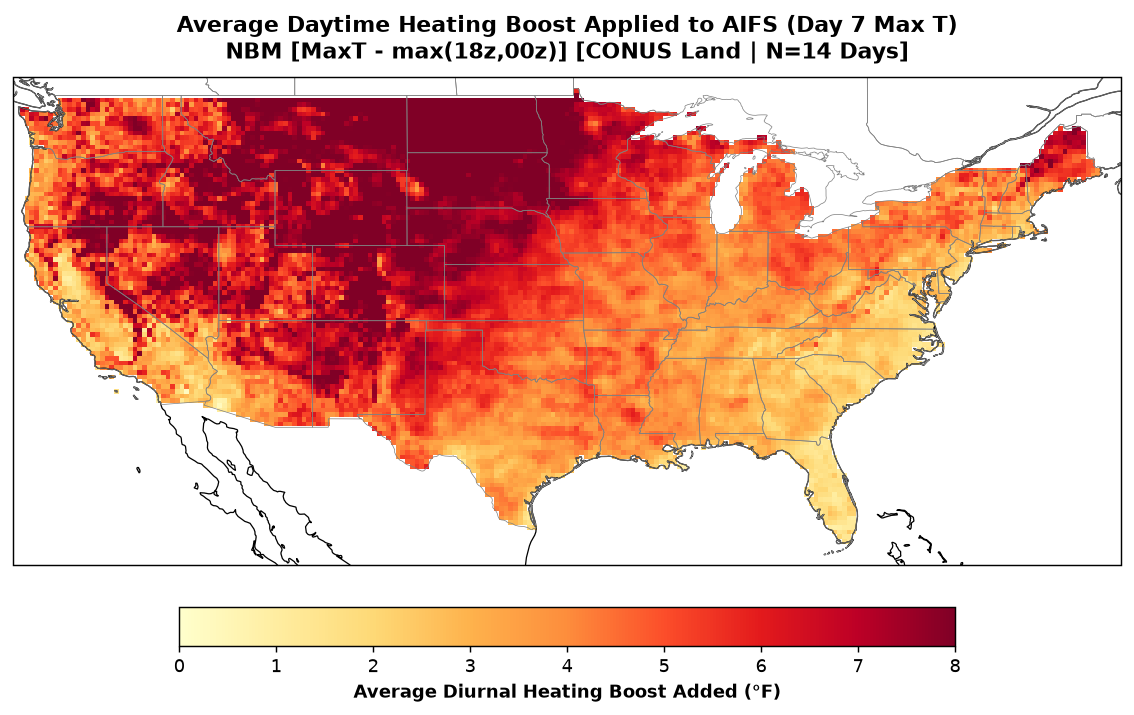 Average Daytime Heating Boost Applied to AIFS (Day 7 Max T)
NBM [MaxT - max(18z,00z)] [CONUS Land | N=14 Days]
0 1 2 3 4 5 6 7 8
Average Diurnal Heating Boost Added (°F)